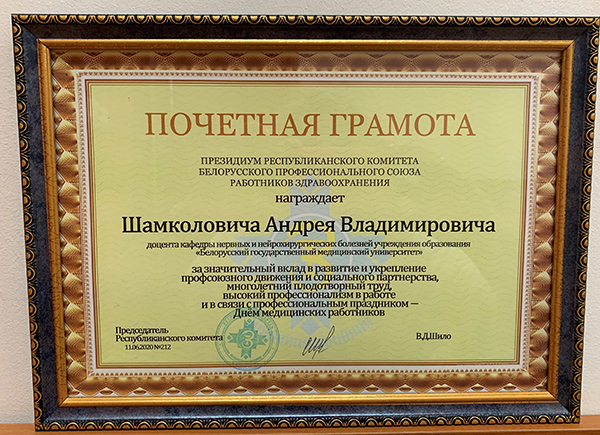 ПОЧЕТНАЯ ГРАМОТА
ПРЕЗИДИУМ РЕСПУБЛИКАНСКОГО КОМИТЕТА
БЕЛОРУССКОГО ПРОФЕССИОНАЛЬНОГО СОЮЗА
РАБОТНИКОВ ЗДРАВООХРАНЕНИЯ
награждает
Шамколовича Андрея Владимировича
доцента кафедры нервных и нейрохирургических болезней учреждения образования
«Белорусский государственный медицинский университет»
за значительный вклад в развитие и укрепление
профсоюзного движения и социального партнерства,
многолетний плодотворный труд,
высокий профессионализм в работе
и в связи с профессиональным праздником —
Днём медицинских работников
Председатель
Республиканского комитета
В.Д.Шило
11.06.2020 №212